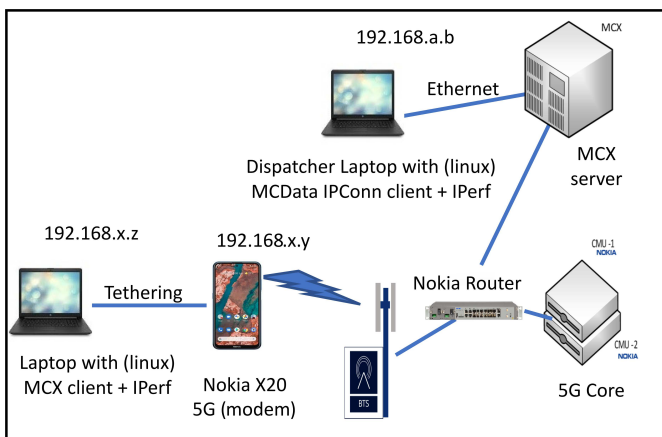 MCX
192.168.a.b
Ethernet
MCX
server
Dispatcher Laptop with (linux)
MCData IPConn client + IPerf
192.168.x.z
192.168.x.y
CMU -1
NOKIA
Tethering
Nokia Router
CMU -2
NOKIA
Laptop with (linux)
MCX client + IPerf
Nokia X20
5G (modem)
BTS
5G Core